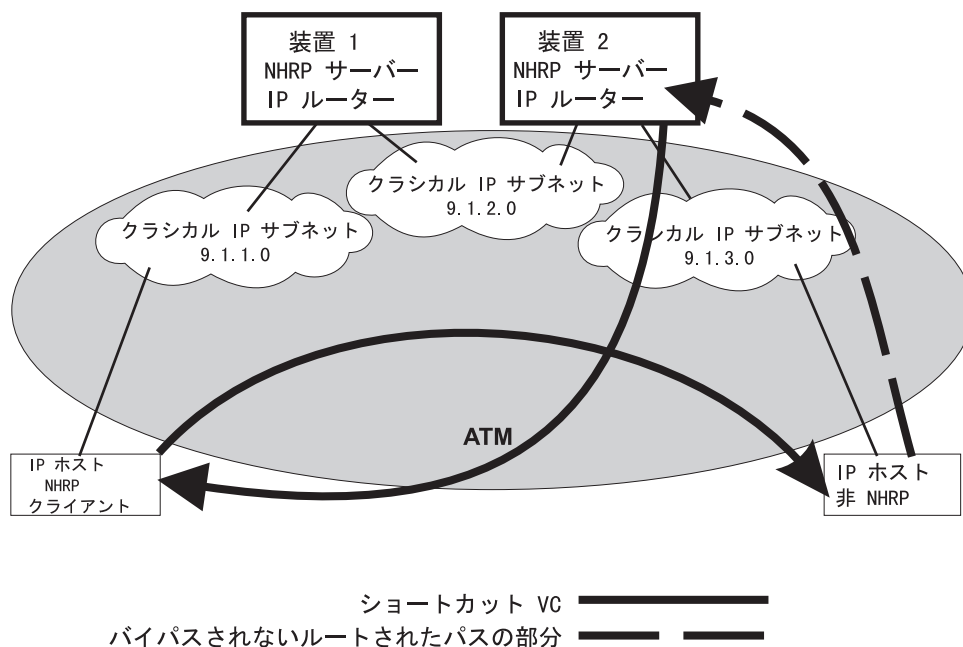 装置 1
NHRP サーバー
IP ルーター
装置 2
NHRP サーバー
IP ルーター
クラシカル IP サブネット
9.1.2.0
クラシカル IP サブネット
9.1.1.0
クラシカル IP サブネット
9.1.3.0
ATM
IP ホスト
NHRP
クライアント
IP ホスト
非 NHRP
ショートカット VC
バイパスされないルートされたパスの部分